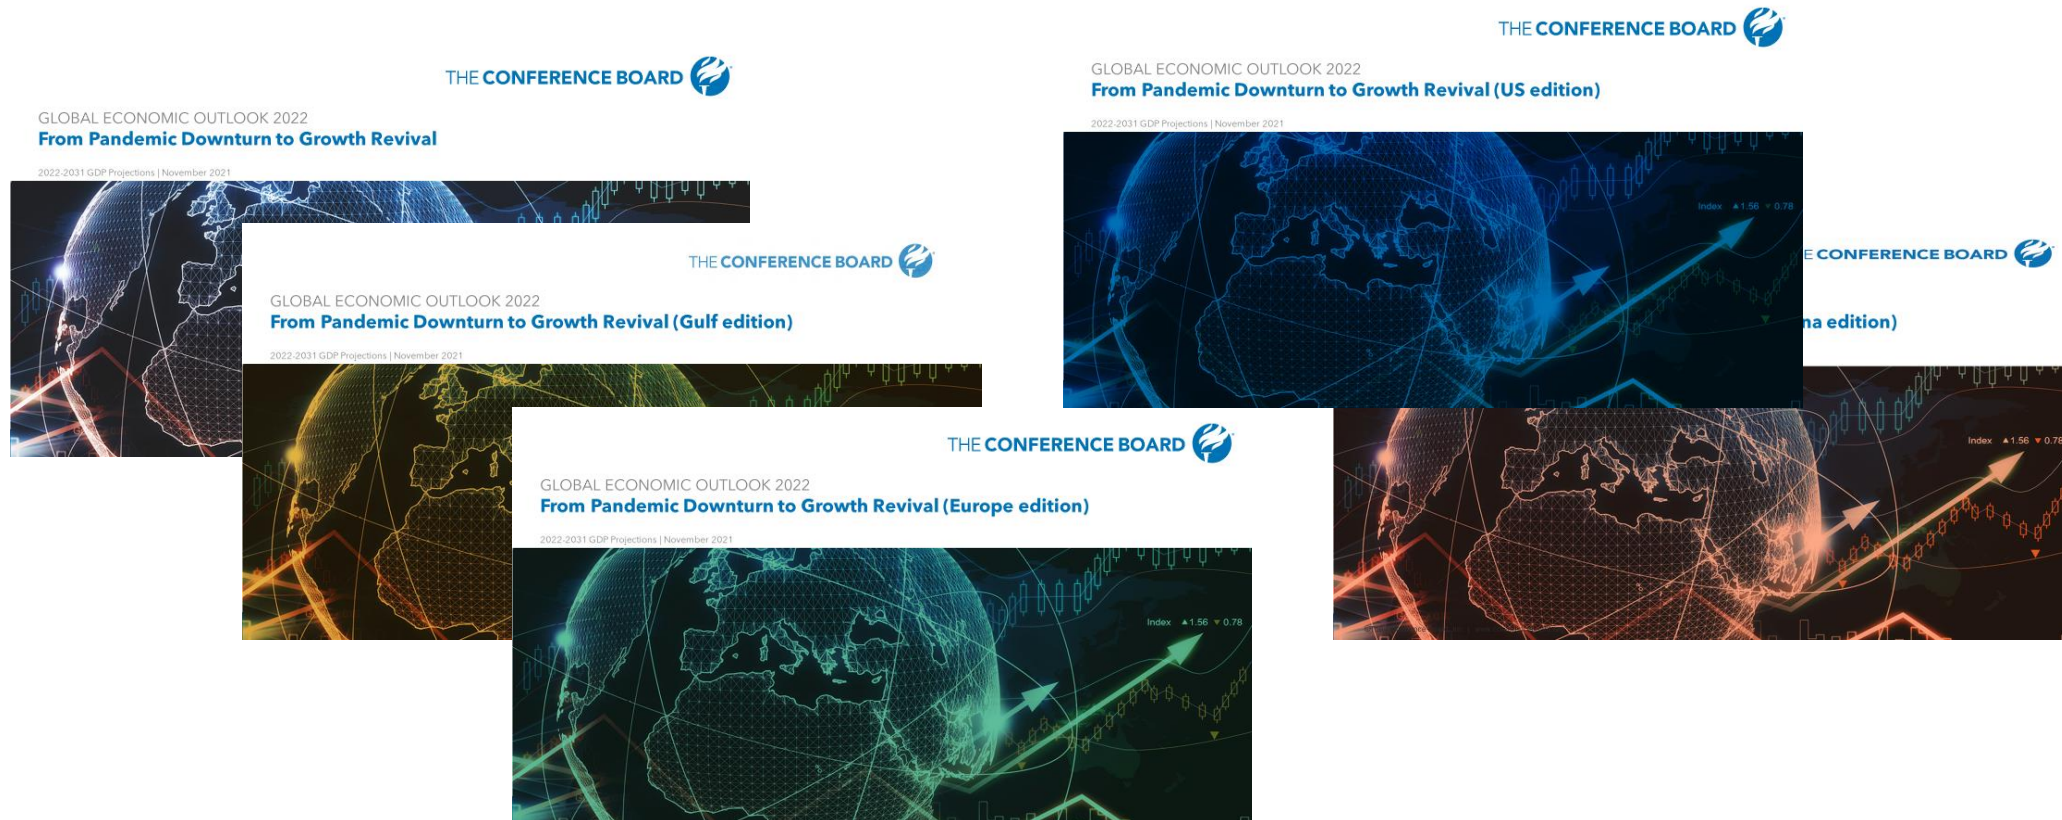 THE CONFERENCE BOARD
GLOBAL ECONOMIC OUTLOOK 2022
From Pandemic Downturn to Growth Revival
2022-2031 GDP Projections | November 2021
THE CONFERENCE BOARD
GLOBAL ECONOMIC OUTLOOK 2022
From Pandemic Downturn to Growth Revival (Gulf edition)
2022-2031 GDP Projections | November 2021
THE CONFERENCE BOARD
GLOBAL ECONOMIC OUTLOOK 2022
From Pandemic Downturn to Growth Revival (Europe edition)
2022-2031 GDP Projections | November 2021
Index ▲1.56 ▼0.78
THE CONFERENCE BOARD
GLOBAL ECONOMIC OUTLOOK 2022
From Pandemic Downturn to Growth Revival (US edition)
2022-2031 GDP Projections | November 2021
Index ▲1.56 ▼0.78
E CONFERENCE BOARD
na edition)
Index ▲1.56 ▼0.78